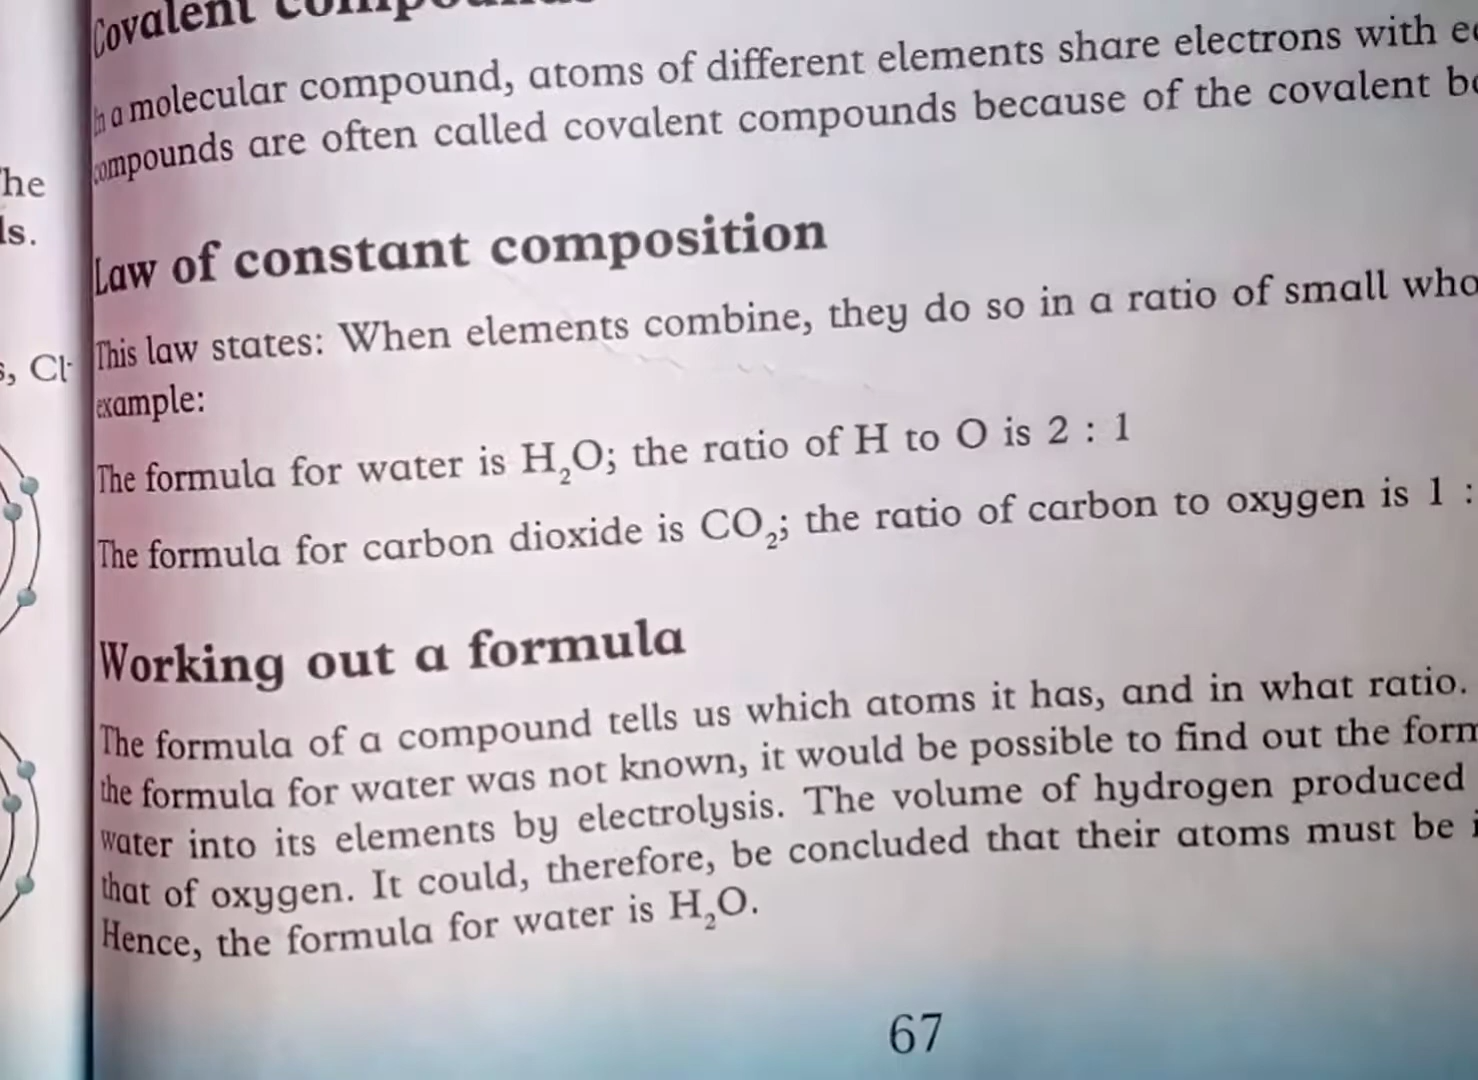 Covalent compounds
In a molecular compound, atoms of different elements share electrons with
compounds are often called covalent compounds because of the covalent
Law of constant composition
This law states: When elements combine, they do so in a ratio of small
example:
The formula for water is H₂O; the ratio of H to O is 2 : 1
The formula for carbon dioxide is CO₂; the ratio of carbon to oxygen is 1 :
Working out a formula
The formula of a compound tells us which atoms it has, and in what ratio.
the formula for water was not known, it would be possible to find out the
water into its elements by electrolysis. The volume of hydrogen produced
that of oxygen. It could, therefore, be concluded that their atoms must be
Hence, the formula for water is H₂O.
67